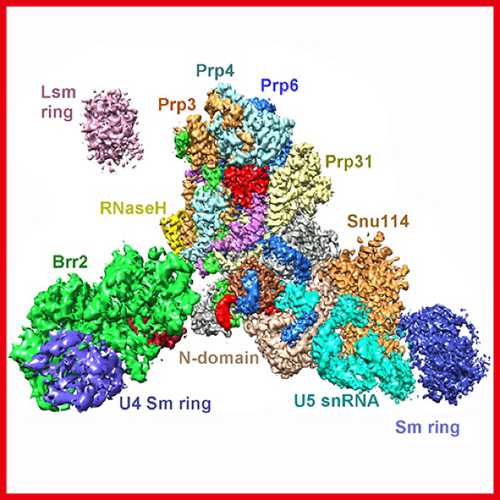 Prp4
Prp6
Lsm
ring
Prp3
Prp31
RNaseH
Snu114
Brr2
N-domain
U4 Sm ring
U5 snRNA
Sm ring